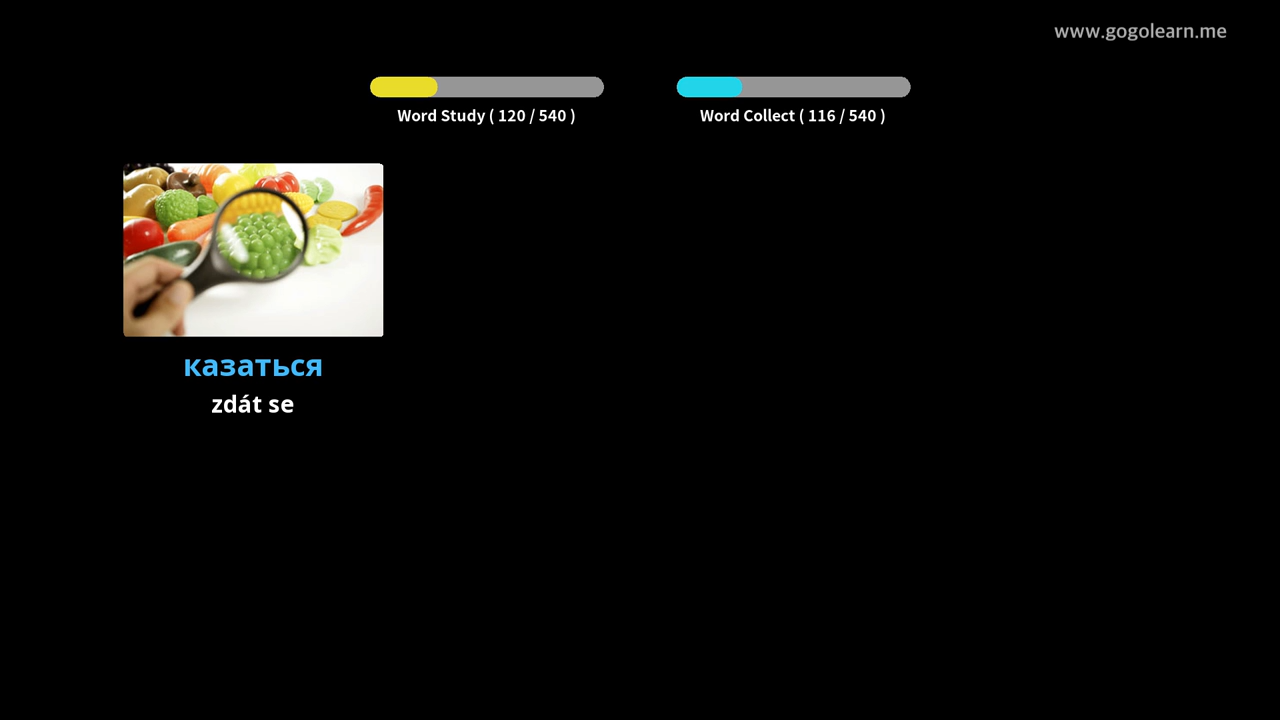 www.gogolearn.me
Word Study ( 120 / 540 )
Word Collect ( 116 / 540 )
казаться
zdát se